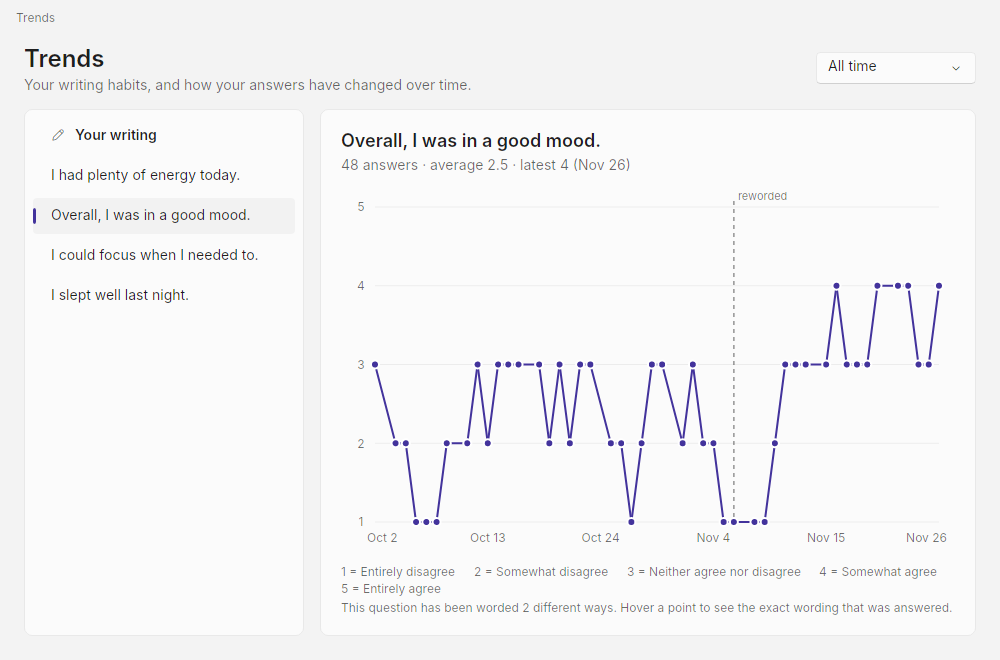 Trends
Trends
Your writing habits, and how your answers have changed over time.
All time
Your writing
I had plenty of energy today.
Overall, I was in a good mood.
I could focus when I needed to.
I slept well last night.
Overall, I was in a good mood.
48 answers · average 2.5 · latest 4 (Nov 26)
reworded
5
4
3
2
1
Oct 2 Oct 13 Oct 24 Nov 4 Nov 15 Nov 26
1 = Entirely disagree 2 = Somewhat disagree 3 = Neither agree nor disagree 4 = Somewhat agree
5 = Entirely agree
This question has been worded 2 different ways. Hover a point to see the exact wording that was answered.